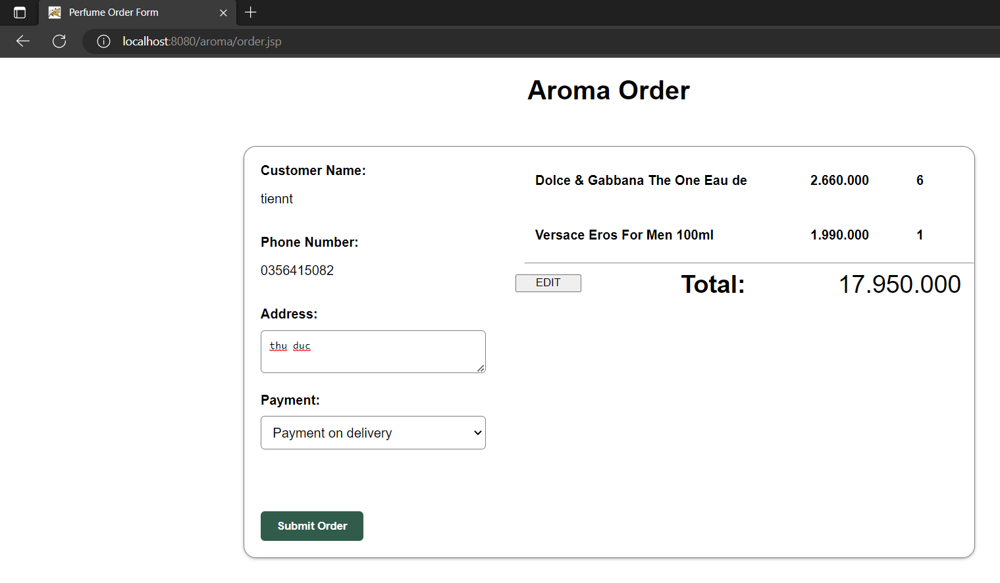 Perfume Order Form
localhost:8080/aroma/order.jsp
Aroma Order
Customer Name:
tiennt
Phone Number:
0356415082
Address:
thu duc
Payment:
Payment on delivery
Submit Order
Dolce & Gabbana The One Eau de 2.660.000 6
Versace Eros For Men 100ml 1.990.000 1
EDIT Total: 17.950.000